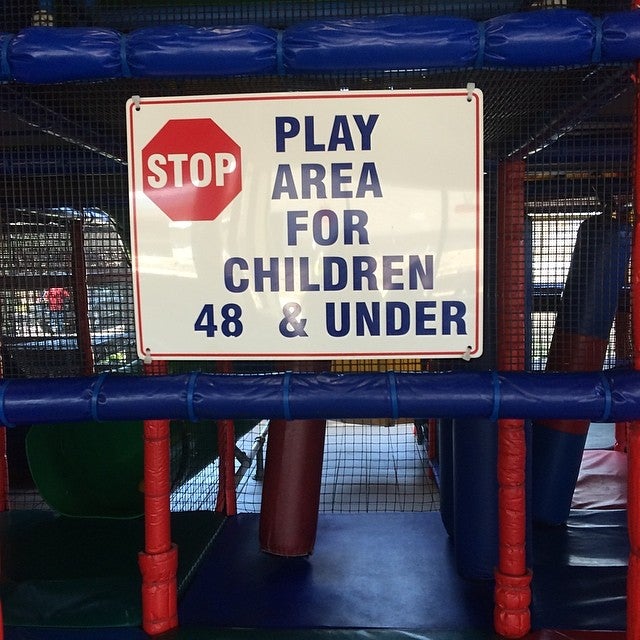 STOP
PLAY
AREA
FOR
CHILDREN
48 & UNDER